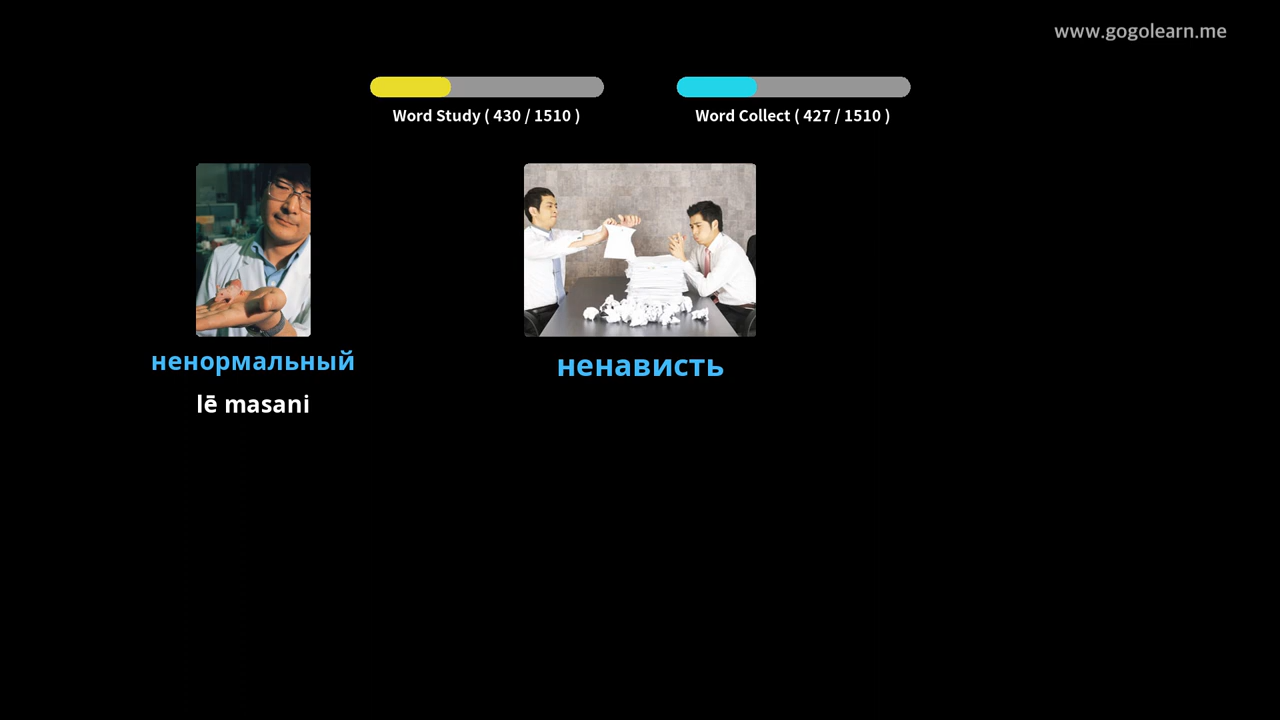 www.gogolearn.me
Word Study ( 430 / 1510 )
Word Collect ( 427 / 1510 )
ненормальный
lē masani
ненависть